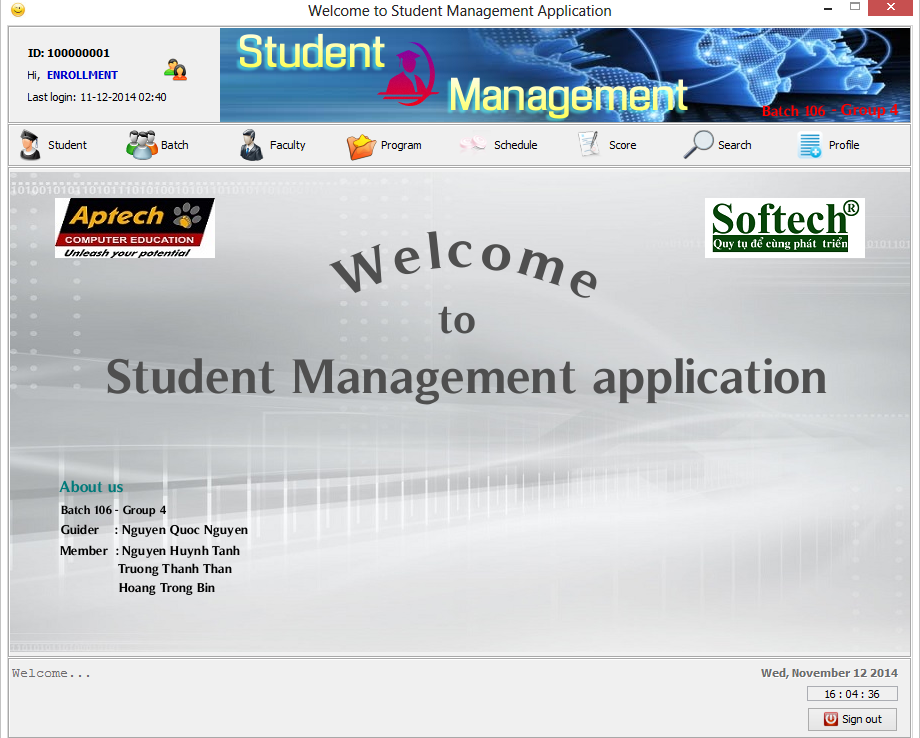 Welcome to Student Management Application
ID: 100000001
Hi, ENROLLMENT
Last login: 11-12-2014 02:40
Student
Management
Batch 106 - Group 4
Student Batch Faculty Program Schedule Score Search Profile
Aptech
COMPUTER EDUCATION
Unleash your potential
Softech®
Quy tụ để cùng phát triển
Welcome
to
Student Management application
About us
Batch 106 - Group 4
Guider : Nguyen Quoc Nguyen
Member : Nguyen Huynh Tanh
Truong Thanh Than
Hoang Trong Bin
Welcome...
Wed, November 12 2014
16 : 04 : 36
Sign out